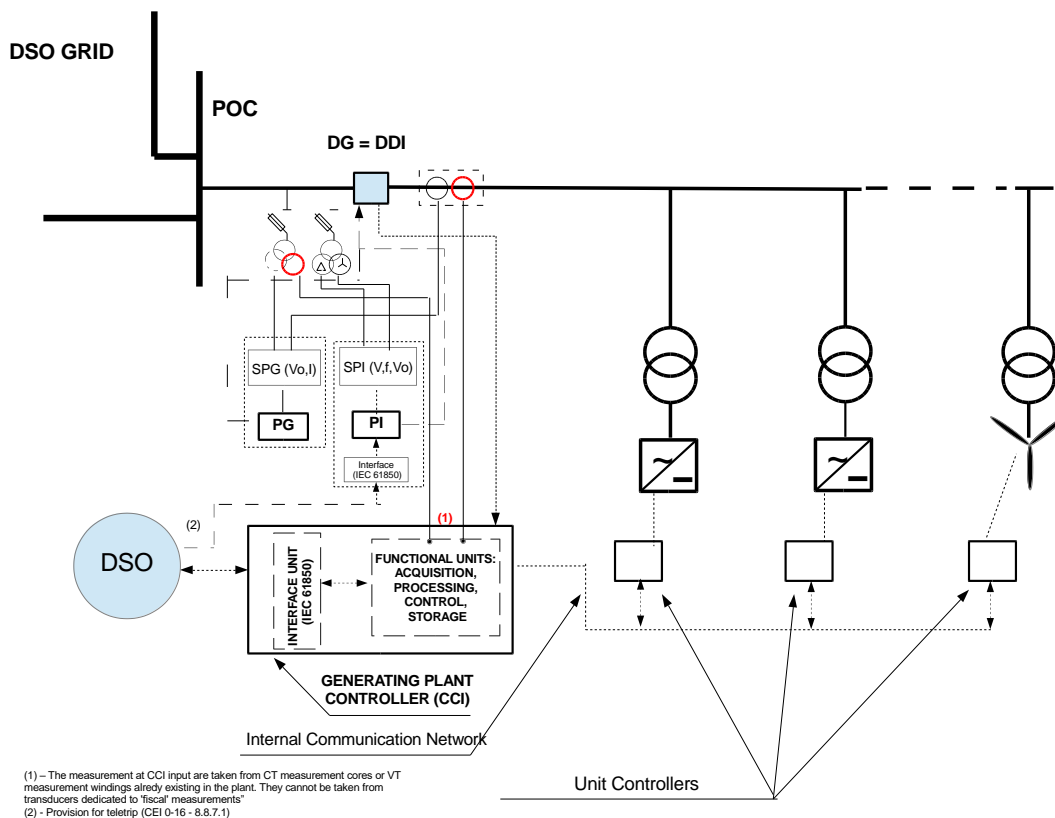 DSO GRID
POC
DG = DDI
SPG (Vo,I)
SPI (V,f,Vo)
PG
PI
Interface
(IEC 61850)
(2)
(1)
DSO
INTERFACE UNIT
(IEC 61850)
FUNCTIONAL UNITS:
ACQUISITION,
PROCESSING,
CONTROL,
STORAGE
GENERATING PLANT
CONTROLLER (CCI)
Internal Communication Network
Unit Controllers
(1) – The measurement at CCI input are taken from CT measurement cores or VT
measurement windings alredy existing in the plant. They cannot be taken from
transducers dedicated to 'fiscal' measurements"
(2) - Provision for teletrip (CEI 0-16 - 8.8.7.1)